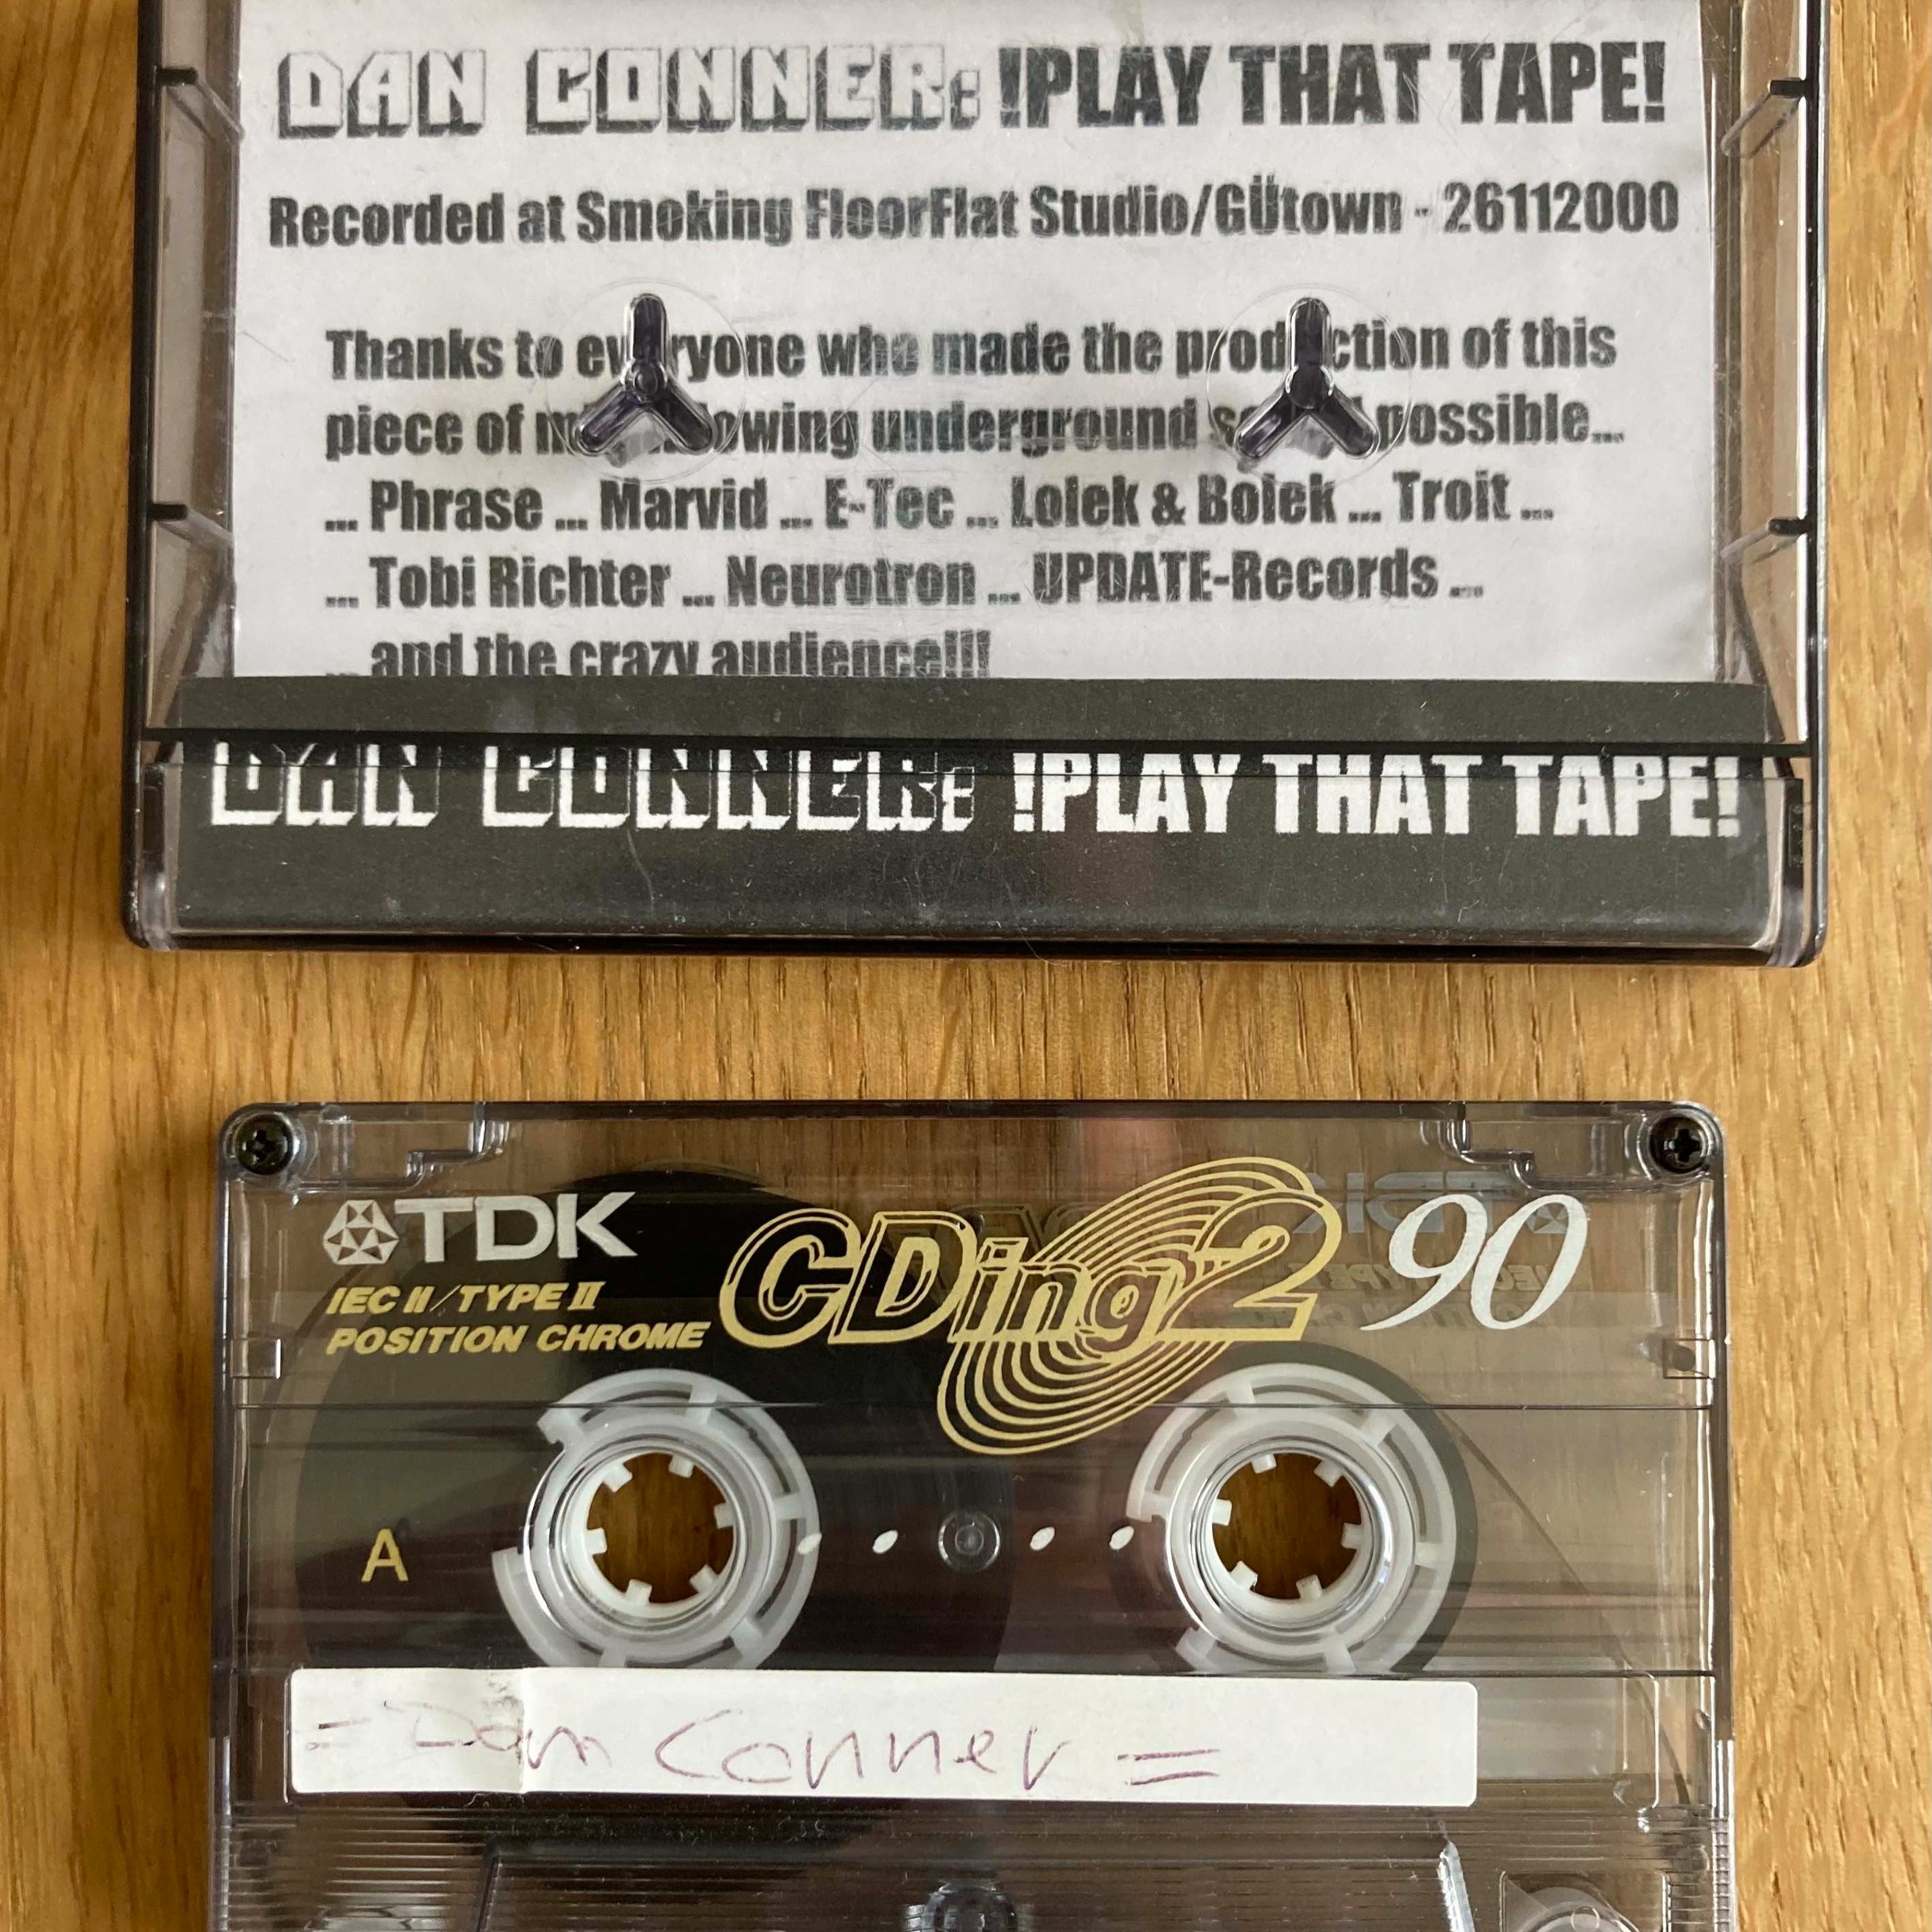 DAN CONNER: !PLAY THAT TAPE!
Recorded at Smoking FloorFlat Studio/GÜtown - 26112000
Thanks to everyone who made the production of this
piece of mindblowing underground sound possible...
... Phrase ... Marvid ... E-Tec ... Lolek & Bolek ... Troit ...
... Tobi Richter ... Neurotron ... UPDATE-Records ...
... and the crazy audience!!!
DAN CONNER: !PLAY THAT TAPE!
TDK CDing2 90
IEC II/TYPE II
POSITION CHROME
A
= Dan Conner =